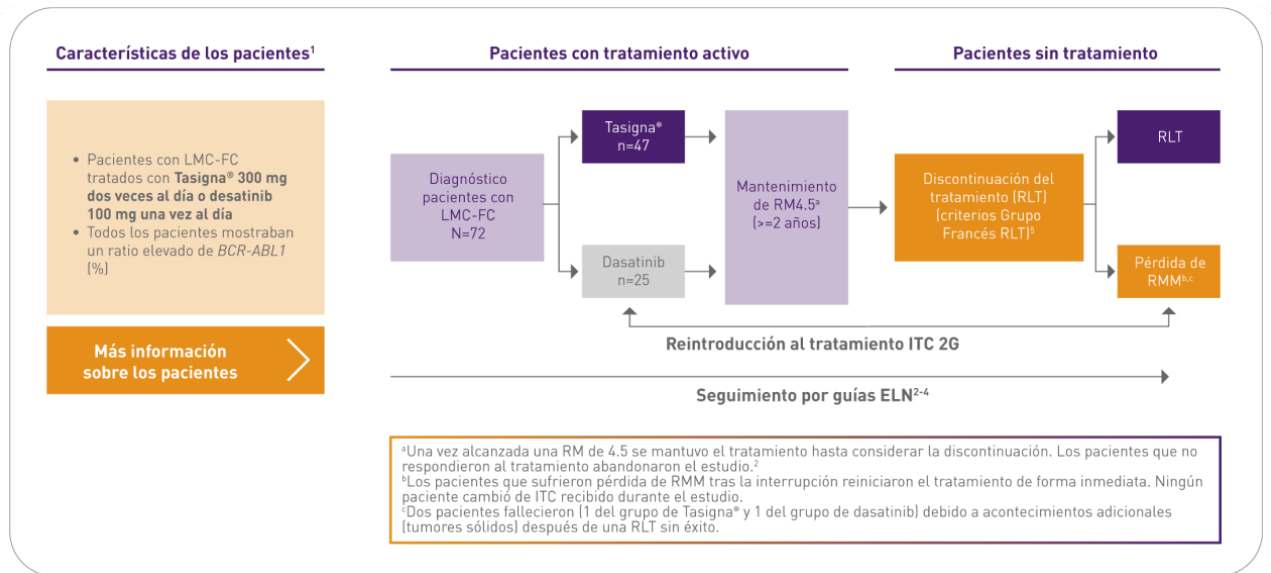 Características de los pacientes¹
• Pacientes con LMC-FC
tratados con Tasigna® 300 mg
dos veces al día o desatinib
100 mg una vez al día
• Todos los pacientes mostraban
un ratio elevado de BCR-ABL1
(%)
Más información
sobre los pacientes
Pacientes con tratamiento activo
Diagnóstico
pacientes con
LMC-FC
N=72
Tasigna®
n=47
Dasatinib
n=25
Mantenimiento
de RM4.5ª
(>=2 años)
Pacientes sin tratamiento
Discontinuación del
tratamiento (RLT)
(criterios Grupo
Francés RLT)⁵
RLT
Pérdida de
RMMᵇ,ᶜ
Reintroducción al tratamiento ITC 2G
Seguimiento por guías ELN²⁻⁴
ªUna vez alcanzada una RM de 4.5 se mantuvo el tratamiento hasta considerar la discontinuación. Los pacientes que no
respondieron al tratamiento abandonaron el estudio.²
ᵇLos pacientes que sufrieron pérdida de RMM tras la interrupción reiniciaron el tratamiento de forma inmediata. Ningún
paciente cambió de ITC recibido durante el estudio.
ᶜDos pacientes fallecieron (1 del grupo de Tasigna® y 1 del grupo de dasatinib) debido a acontecimientos adicionales
(tumores sólidos) después de una RLT sin éxito.